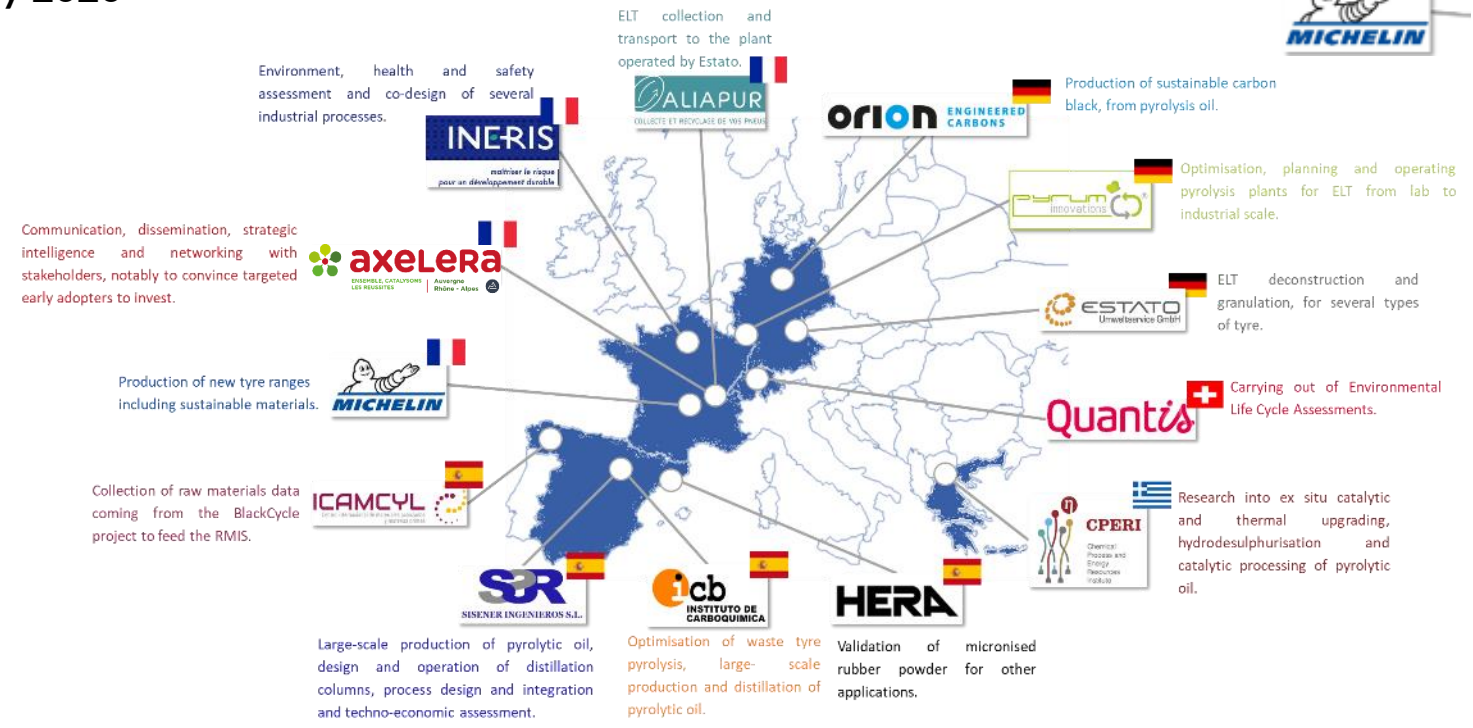 MICHELIN
ELT collection and
transport to the plant
operated by Estato.
ALIAPUR
COLLECTE ET RECYCLAGE DE VOS PNEUS
Environment, health and safety
assessment and co-design of several
industrial processes.
INERIS
maîtriser le risque
pour un développement durable
orion ENGINEERED
CARBONS
Production of sustainable carbon
black, from pyrolysis oil.
pyrum
innovations
Optimisation, planning and operating
pyrolysis plants for ELT from lab to
industrial scale.
Communication, dissemination, strategic
intelligence and networking with
stakeholders, notably to convince targeted
early adopters to invest.
axelera
ENSEMBLE, CATALYSONS
LES RÉUSSITES
Auvergne
Rhône - Alpes
ESTATO
Umweltservice GmbH
ELT deconstruction and
granulation, for several types
of tyre.
Production of new tyre ranges
including sustainable materials.
MICHELIN
Quantis
Carrying out of Environmental
Life Cycle Assessments.
Collection of raw materials data
coming from the BlackCycle
project to feed the RMIS.
ICAMCYL
CPERI
Chemical
Process and
Energy
Resources
Institute
Research into ex situ catalytic
and thermal upgrading,
hydrodesulphurisation and
catalytic processing of pyrolytic
oil.
SISENER INGENIEROS S.L.
Large-scale production of pyrolytic oil,
design and operation of distillation
columns, process design and integration
and techno-economic assessment.
icb
INSTITUTO DE
CARBOQUIMICA
Optimisation of waste tyre
pyrolysis, large- scale
production and distillation of
pyrolytic oil.
HERA
Validation of micronised
rubber powder for other
applications.